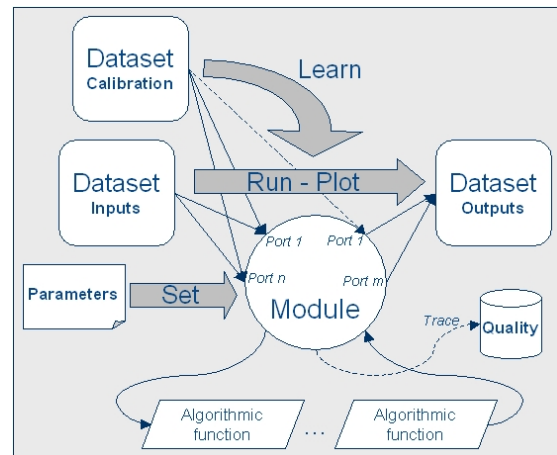 Dataset
Calibration
Learn
Dataset
Inputs
Run - Plot
Dataset
Outputs
Port 1
Port 1
Port n
Port m
Parameters
Set
Module
Trace
Quality
Algorithmic
function
...
Algorithmic
function